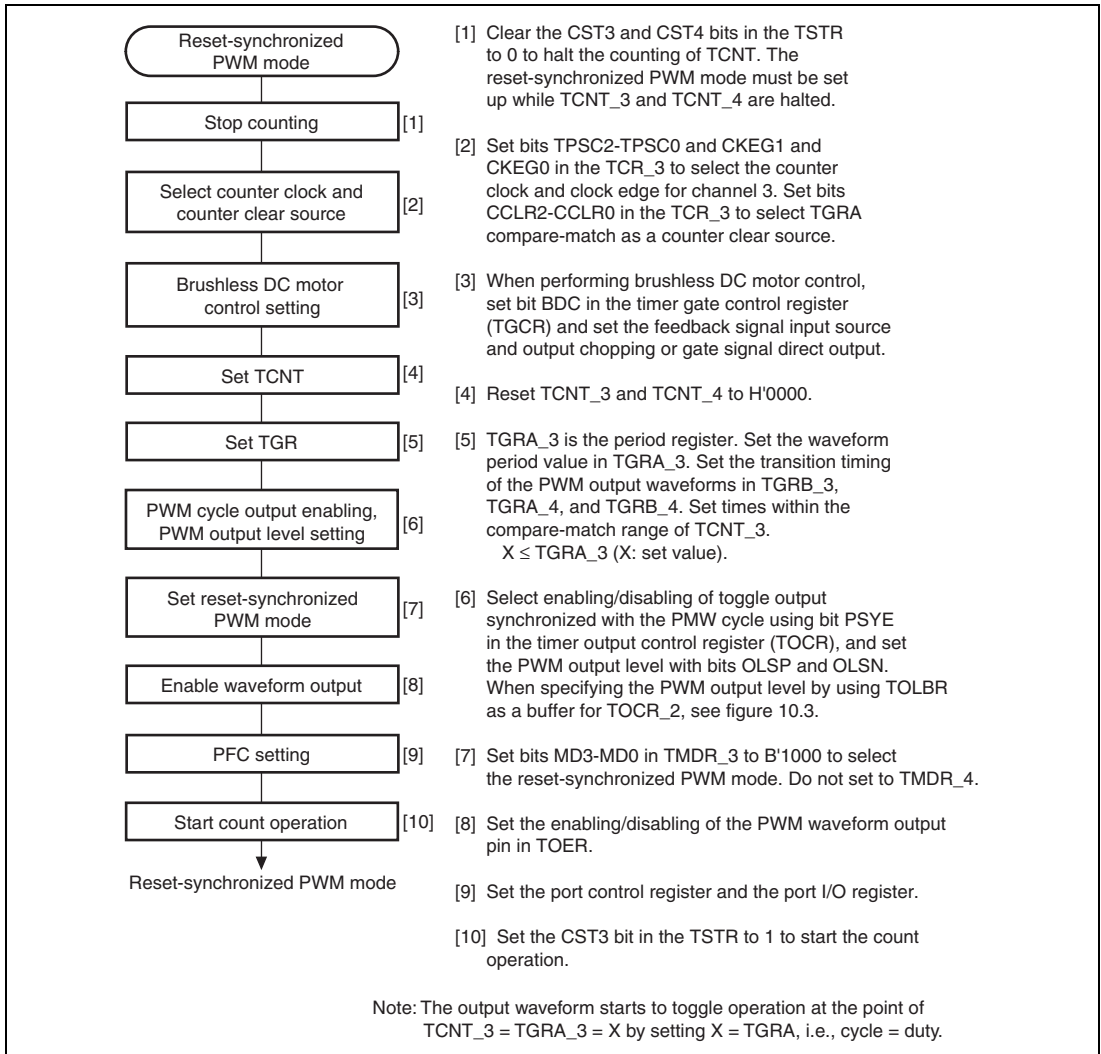 Reset-synchronized
PWM mode
Stop counting
[1]
Select counter clock and
counter clear source
[2]
Brushless DC motor
control setting
[3]
Set TCNT
[4]
Set TGR
[5]
PWM cycle output enabling,
PWM output level setting
[6]
Set reset-synchronized
PWM mode
[7]
Enable waveform output
[8]
PFC setting
[9]
Start count operation
[10]
Reset-synchronized PWM mode
[1] Clear the CST3 and CST4 bits in the TSTR
to 0 to halt the counting of TCNT. The
reset-synchronized PWM mode must be set
up while TCNT_3 and TCNT_4 are halted.
[2] Set bits TPSC2-TPSC0 and CKEG1 and
CKEG0 in the TCR_3 to select the counter
clock and clock edge for channel 3. Set bits
CCLR2-CCLR0 in the TCR_3 to select TGRA
compare-match as a counter clear source.
[3] When performing brushless DC motor control,
set bit BDC in the timer gate control register
(TGCR) and set the feedback signal input source
and output chopping or gate signal direct output.
[4] Reset TCNT_3 and TCNT_4 to H'0000.
[5] TGRA_3 is the period register. Set the waveform
period value in TGRA_3. Set the transition timing
of the PWM output waveforms in TGRB_3,
TGRA_4, and TGRB_4. Set times within the
compare-match range of TCNT_3.
X ≤ TGRA_3 (X: set value).
[6] Select enabling/disabling of toggle output
synchronized with the PMW cycle using bit PSYE
in the timer output control register (TOCR), and set
the PWM output level with bits OLSP and OLSN.
When specifying the PWM output level by using TOLBR
as a buffer for TOCR_2, see figure 10.3.
[7] Set bits MD3-MD0 in TMDR_3 to B'1000 to select
the reset-synchronized PWM mode. Do not set to TMDR_4.
[8] Set the enabling/disabling of the PWM waveform output
pin in TOER.
[9] Set the port control register and the port I/O register.
[10] Set the CST3 bit in the TSTR to 1 to start the count
operation.
Note: The output waveform starts to toggle operation at the point of
TCNT_3 = TGRA_3 = X by setting X = TGRA, i.e., cycle = duty.